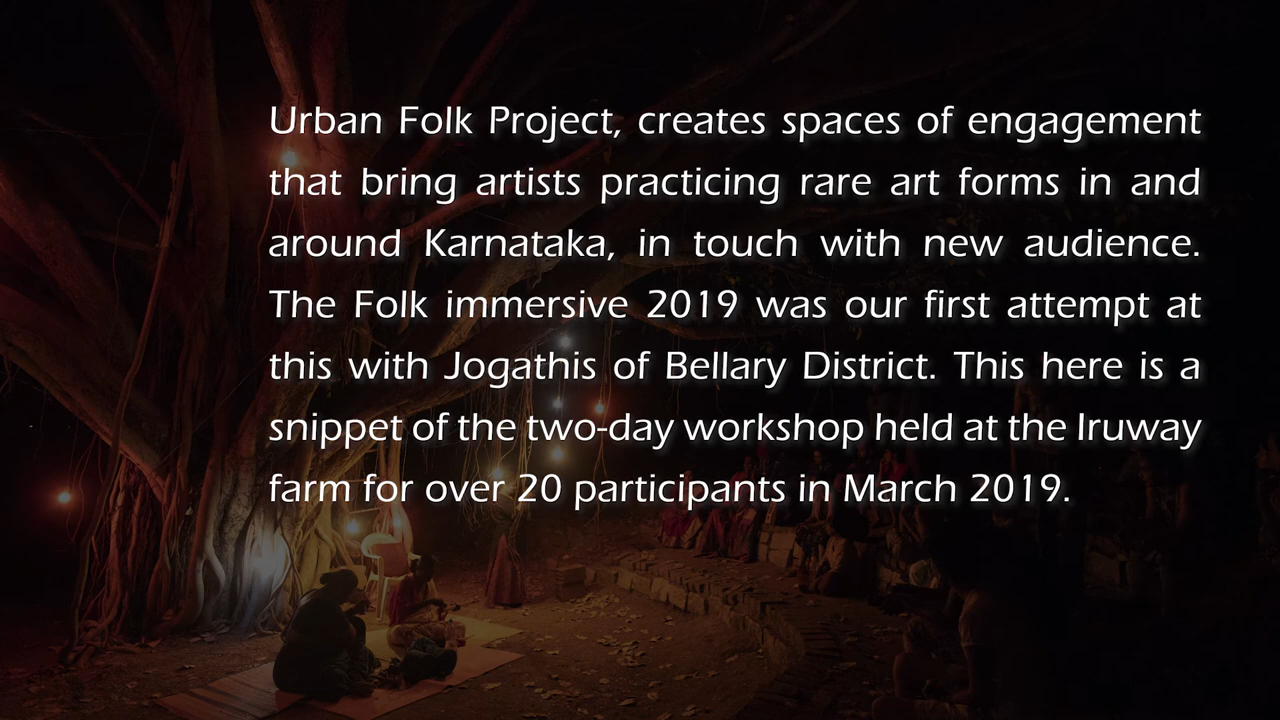 Urban Folk Project, creates spaces of engagement
that bring artists practicing rare art forms in and
around Karnataka, in touch with new audience.
The Folk immersive 2019 was our first attempt at
this with Jogathis of Bellary District. This here is a
snippet of the two-day workshop held at the Iruway
farm for over 20 participants in March 2019.